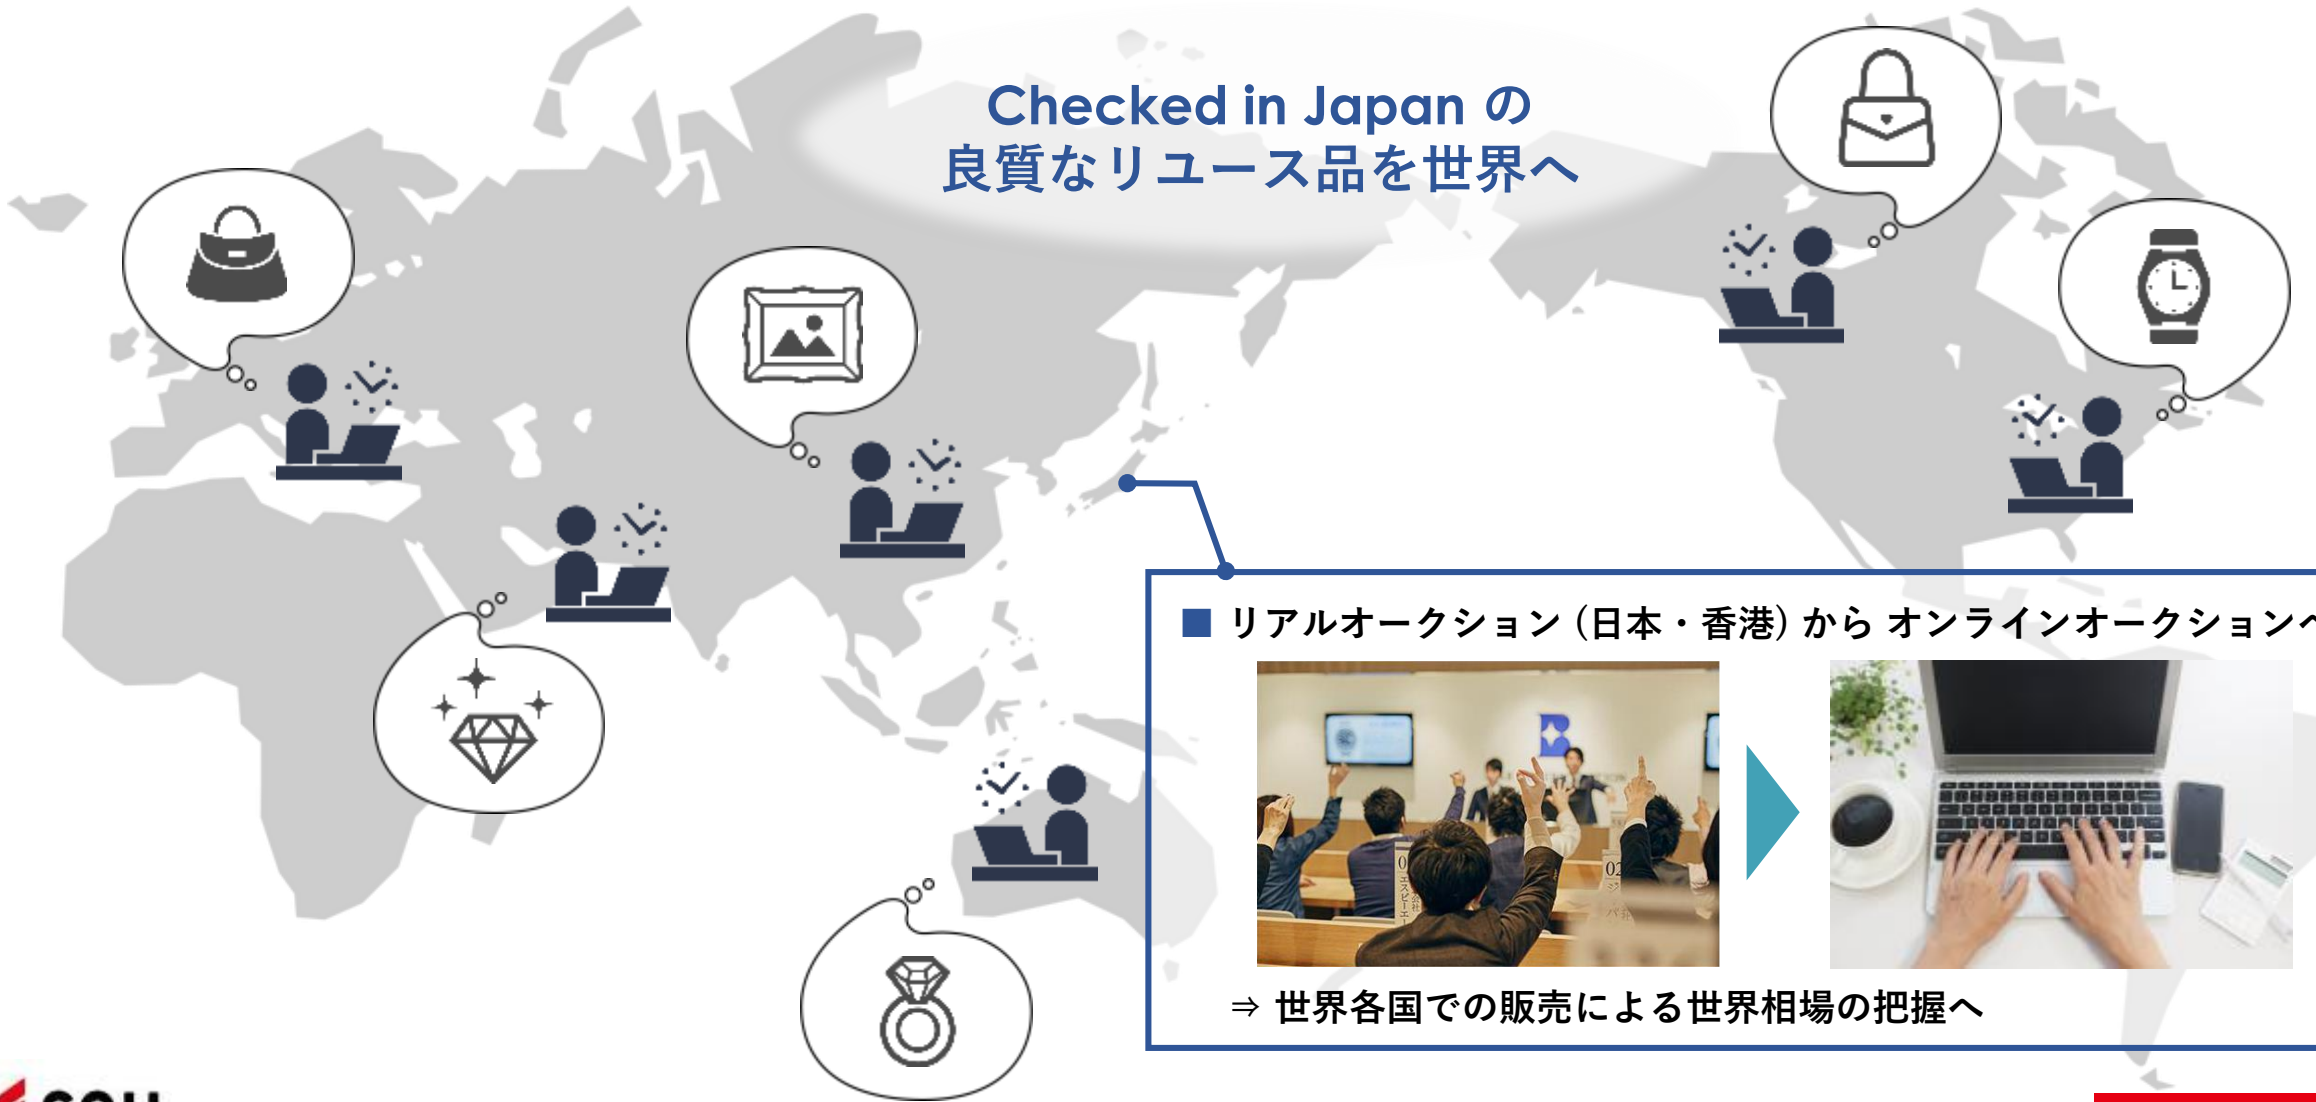 Checked in Japan の
良質なリユース品を世界へ
■ リアルオークション (日本・香港) から オンラインオークションへ
⇒ 世界各国での販売による世界相場の把握へ